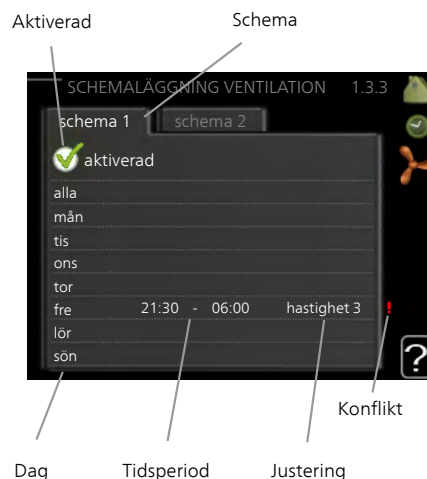 Aktiverad Schema
SCHEMALÄGGNING VENTILATION 1.3.3
schema 1 schema 2
aktiverad
alla
mån
tis
ons
tor
fre 21:30 - 06:00 hastighet 3 !
lör
sön
?
Konflikt
Dag Tidsperiod Justering